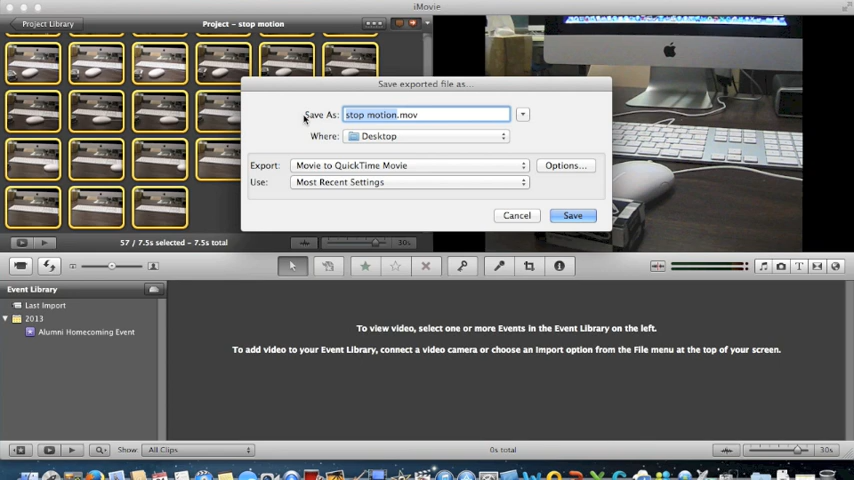 iMovie
Project Library
Project – stop motion
Save exported file as...
Save As: stop motion.mov
Where: Desktop
Export: Movie to QuickTime Movie
Options...
Use: Most Recent Settings
Cancel
Save
57 / 7.5s selected – 7.5s total
30s
Event Library
Last Import
2013
Alumni Homecoming Event
To view video, select one or more Events in the Event Library on the left.
To add video to your Event Library, connect a video camera or choose an Import option from the File menu at the top of your screen.
Show: All Clips
0s total
30s